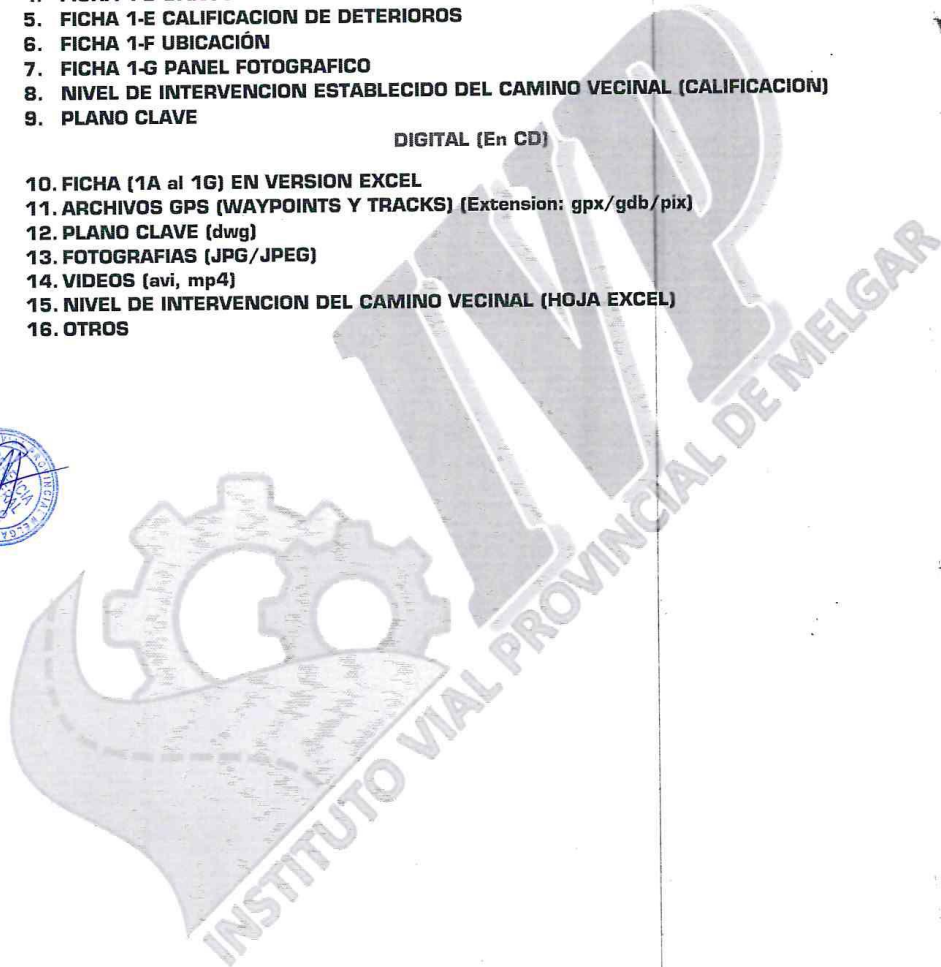 5. FICHA 1-E CALIFICACION DE DETERIOROS
6. FICHA 1-F UBICACIÓN
7. FICHA 1-G PANEL FOTOGRAFICO
8. NIVEL DE INTERVENCION ESTABLECIDO DEL CAMINO VECINAL (CALIFICACION)
9. PLANO CLAVE
DIGITAL (En CD)
10. FICHA (1A al 1G) EN VERSION EXCEL
11. ARCHIVOS GPS (WAYPOINTS Y TRACKS) (Extension: gpx/gdb/pix)
12. PLANO CLAVE (dwg)
13. FOTOGRAFIAS (JPG/JPEG)
14. VIDEOS (avi, mp4)
15. NIVEL DE INTERVENCION DEL CAMINO VECINAL (HOJA EXCEL)
16. OTROS
IVP
INSTITUTO VIAL PROVINCIAL DE MELGAR